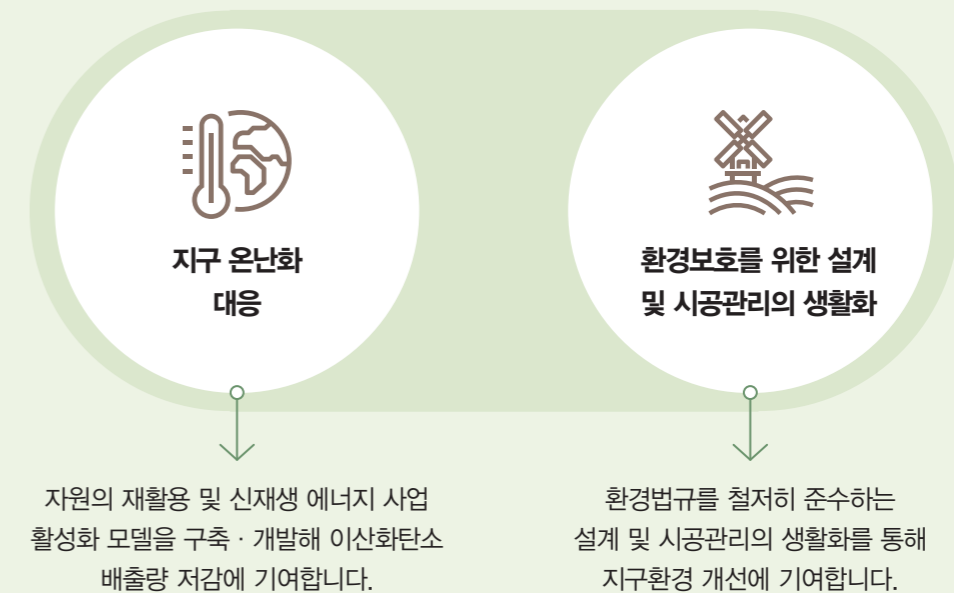 지구 온난화
대응
자원의 재활용 및 신재생 에너지 사업
활성화 모델을 구축 · 개발해 이산화탄소
배출량 저감에 기여합니다.
환경보호를 위한 설계
및 시공관리의 생활화
환경법규를 철저히 준수하는
설계 및 시공관리의 생활화를 통해
지구환경 개선에 기여합니다.